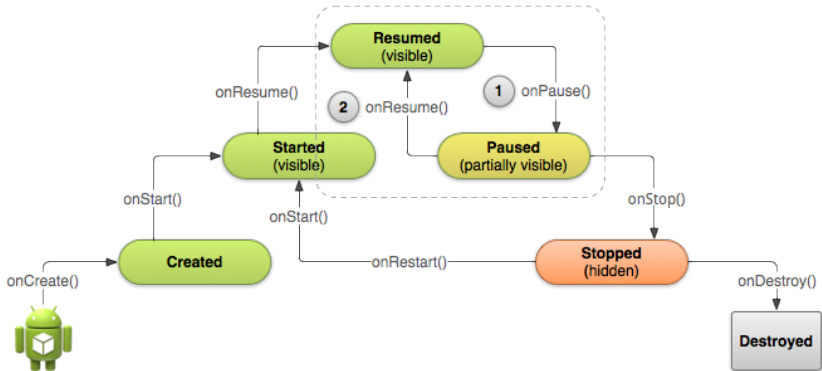 Resumed
(visible)
onResume()
2
onResume()
1
onPause()
Started
(visible)
Paused
(partially visible)
onStart()
onStart()
onStop()
Created
onRestart()
Stopped
(hidden)
onCreate()
onDestroy()
Destroyed